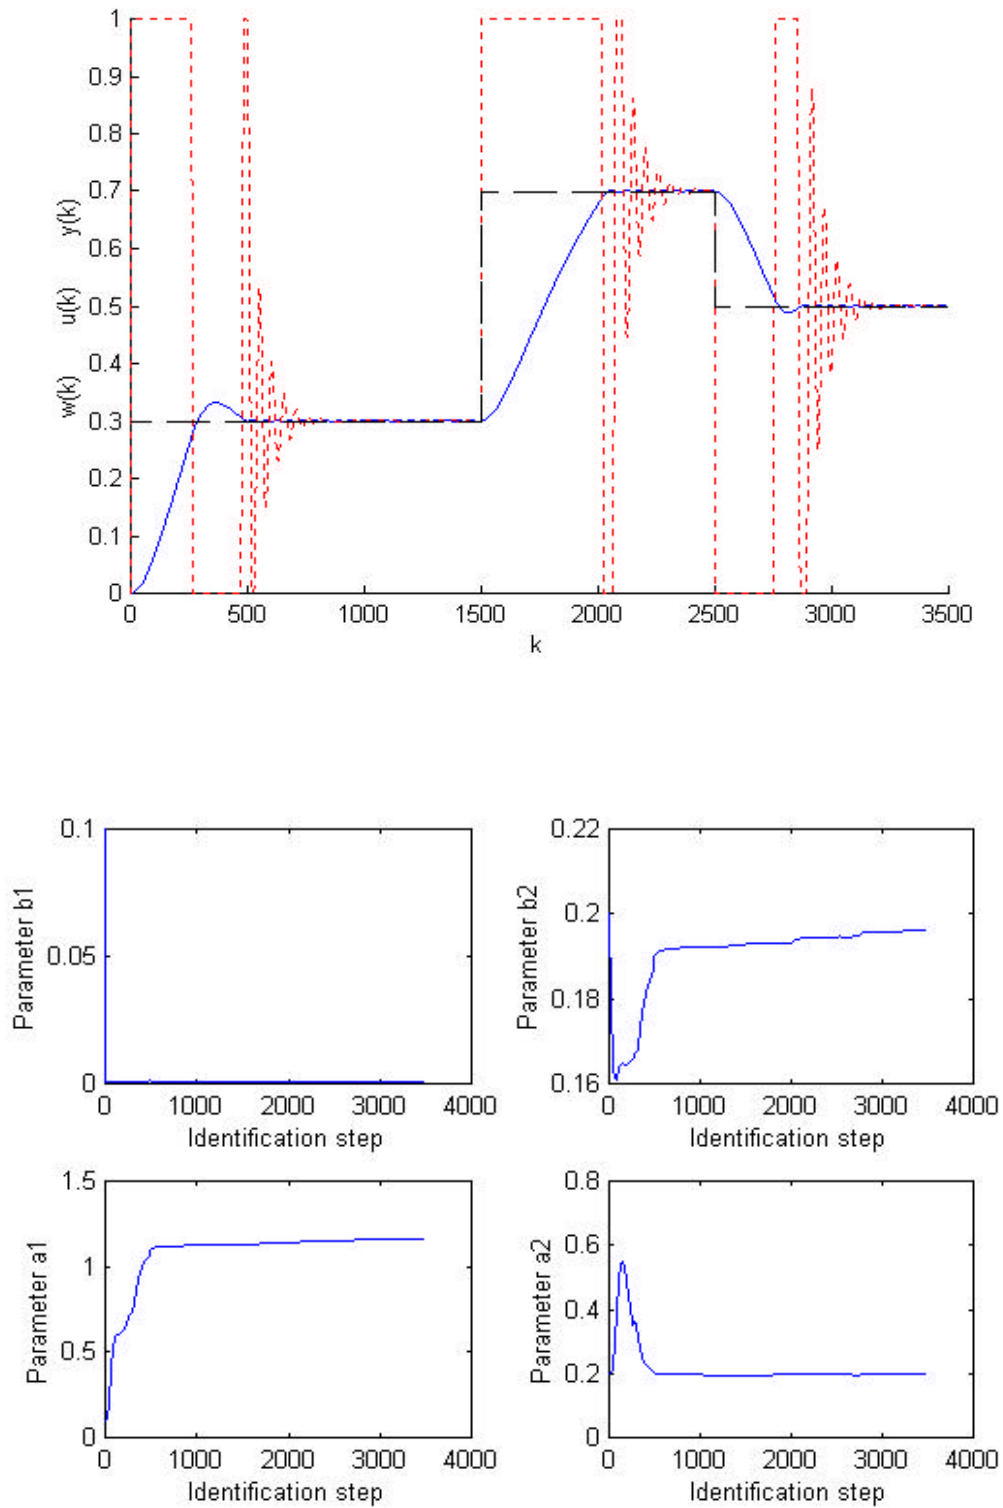 1
0.9
0.8
0.7
0.6
0.5
0.4
0.3
0.2
0.1
0
w(k) u(k) y(k)
0 500 1000 1500 2000 2500 3000 3500
k
0.1
0.05
0
Parameter b1
0 1000 2000 3000 4000
Identification step
0.22
0.2
0.18
0.16
Parameter b2
0 1000 2000 3000 4000
Identification step
1.5
1
0.5
0
Parameter a1
0 1000 2000 3000 4000
Identification step
0.8
0.6
0.4
0.2
0
Parameter a2
0 1000 2000 3000 4000
Identification step